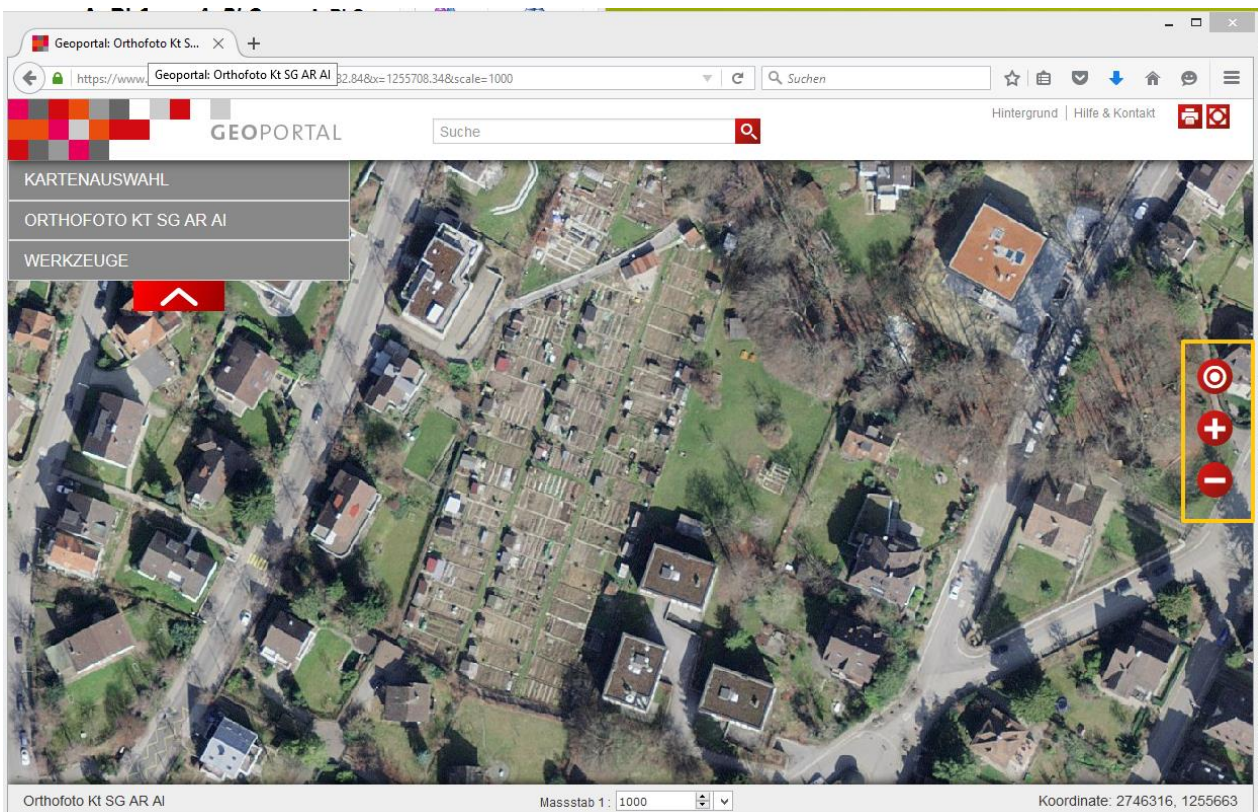 Geoportal: Orthofoto Kt S...
Geoportal: Orthofoto Kt SG AR AI
https://www.
32.84&x=1255708.34&scale=1000
Suchen
GEOPORTAL
Suche
Hintergrund | Hilfe & Kontakt
KARTENAUSWAHL
ORTHOFOTO KT SG AR AI
WERKZEUGE
Orthofoto Kt SG AR AI
Massstab 1: 1000
Koordinate: 2746316, 1255663